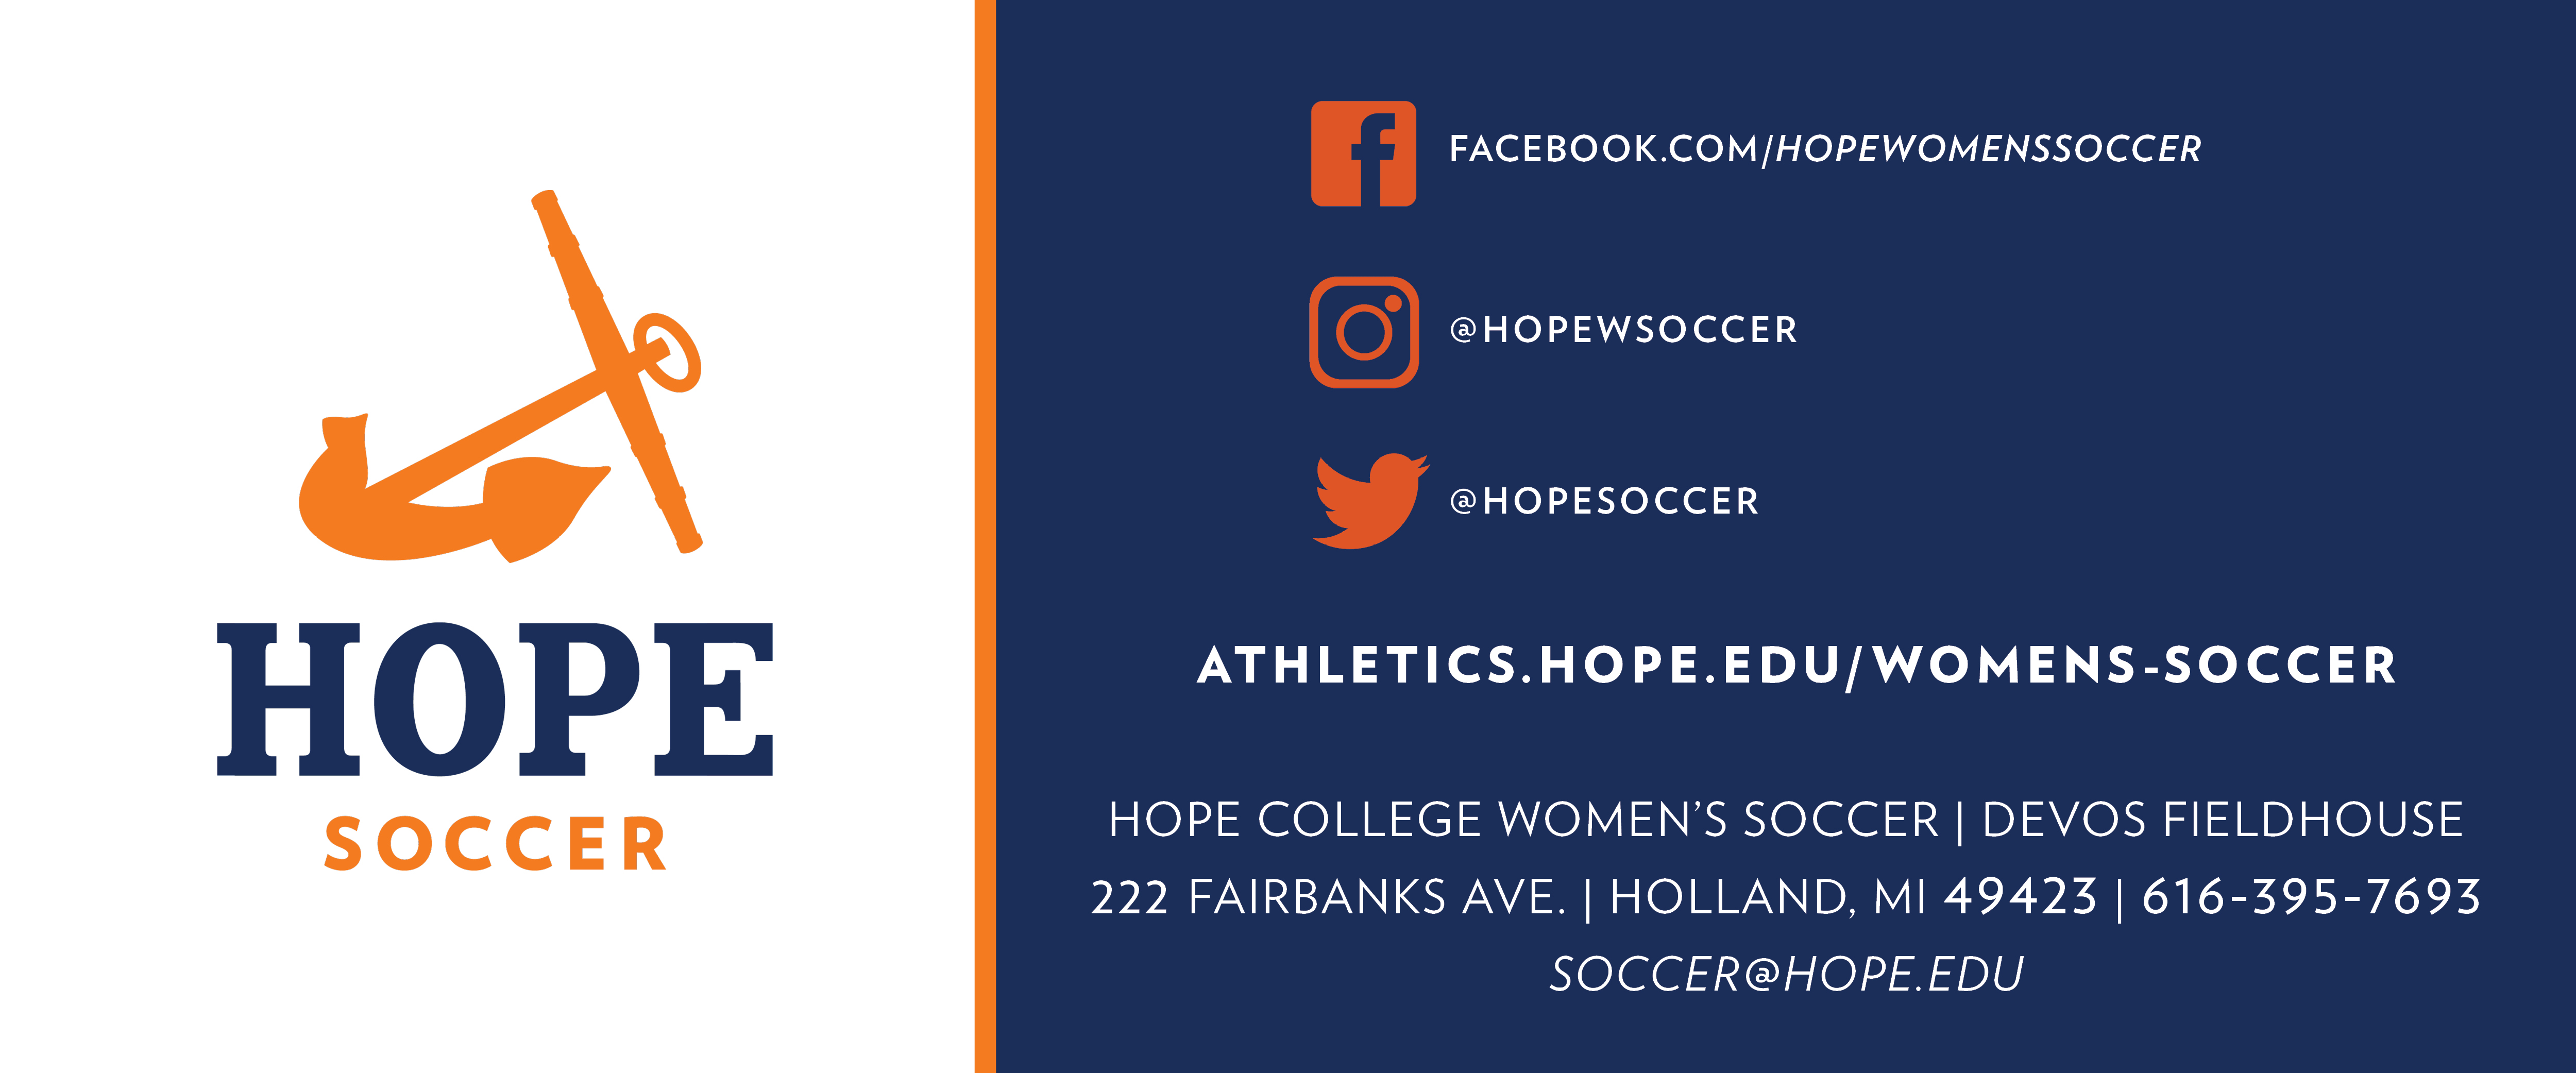 HOPE
SOCCER
FACEBOOK.COM/HOPEWOMENSSOCCER
@HOPEWSOCCER
@HOPESOCCER
ATHLETICS.HOPE.EDU/WOMENS-SOCCER
HOPE COLLEGE WOMEN’S SOCCER | DEVOS FIELDHOUSE
222 FAIRBANKS AVE. | HOLLAND, MI 49423 | 616-395-7693
SOCCER@HOPE.EDU